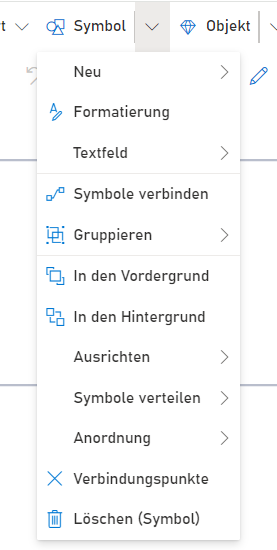 t
Symbol
Objekt
Neu
Formatierung
Textfeld
Symbole verbinden
Gruppieren
In den Vordergrund
In den Hintergrund
Ausrichten
Symbole verteilen
Anordnung
Verbindungspunkte
Löschen (Symbol)